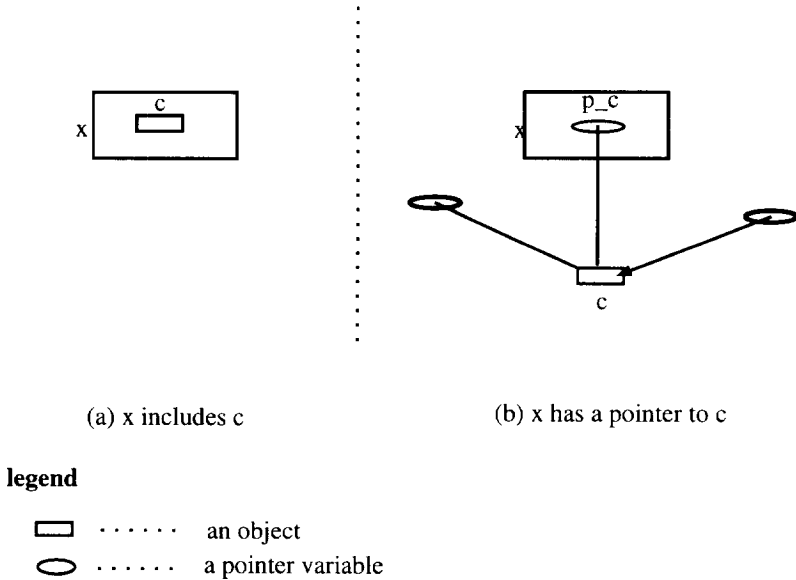 c
x
p_c
x
c
(a) x includes c
(b) x has a pointer to c
legend
an object
a pointer variable